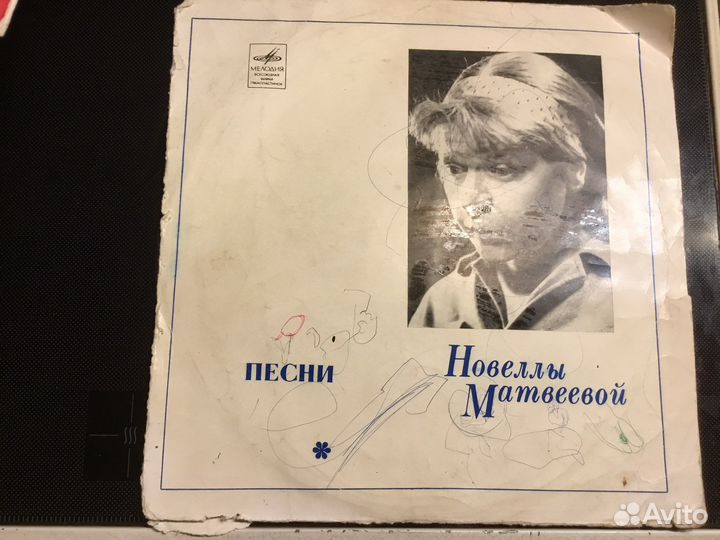 МЕЛОДИЯ
ВСЕСОЮЗНАЯ
ФИРМА
ГРАМПЛАСТИНОК
ПЕСНИ
Новеллы
Матвеевой
Avito